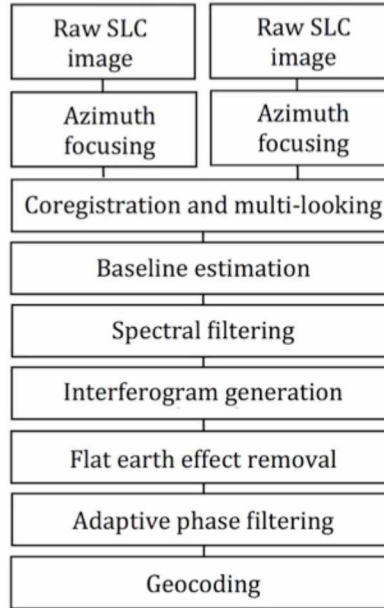 Raw SLC
image
Raw SLC
image
Azimuth
focusing
Azimuth
focusing
Coregistration and multi-looking
Baseline estimation
Spectral filtering
Interferogram generation
Flat earth effect removal
Adaptive phase filtering
Geocoding